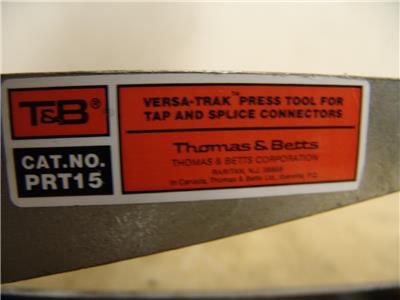 T&B®
CAT.NO.
PRT15
VERSA-TRAK™ PRESS TOOL FOR
TAP AND SPLICE CONNECTORS
Thomas & Betts
THOMAS & BETTS CORPORATION
RARITAN, N.J. 08869
In Canada, Thomas & Betts Ltd., Iberville, P.Q.